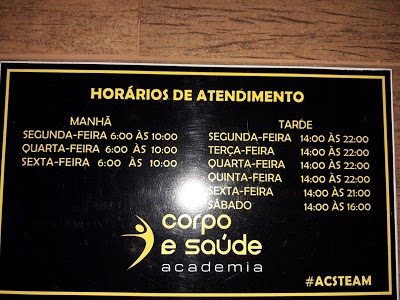 HORÁRIOS DE ATENDIMENTO
MANHÃ
SEGUNDA-FEIRA 6:00 ÀS 10:00
QUARTA-FEIRA 6:00 ÀS 10:00
SEXTA-FEIRA 6:00 ÀS 10:00
TARDE
SEGUNDA-FEIRA 14:00 ÀS 22:00
TERÇA-FEIRA 14:00 ÀS 22:00
QUARTA-FEIRA 14:00 ÀS 22:00
QUINTA-FEIRA 14:00 ÀS 22:00
SEXTA-FEIRA 14:00 ÀS 21:00
SÁBADO 14:00 ÀS 16:00
corpo
e saúde
academia
#ACSTEAM